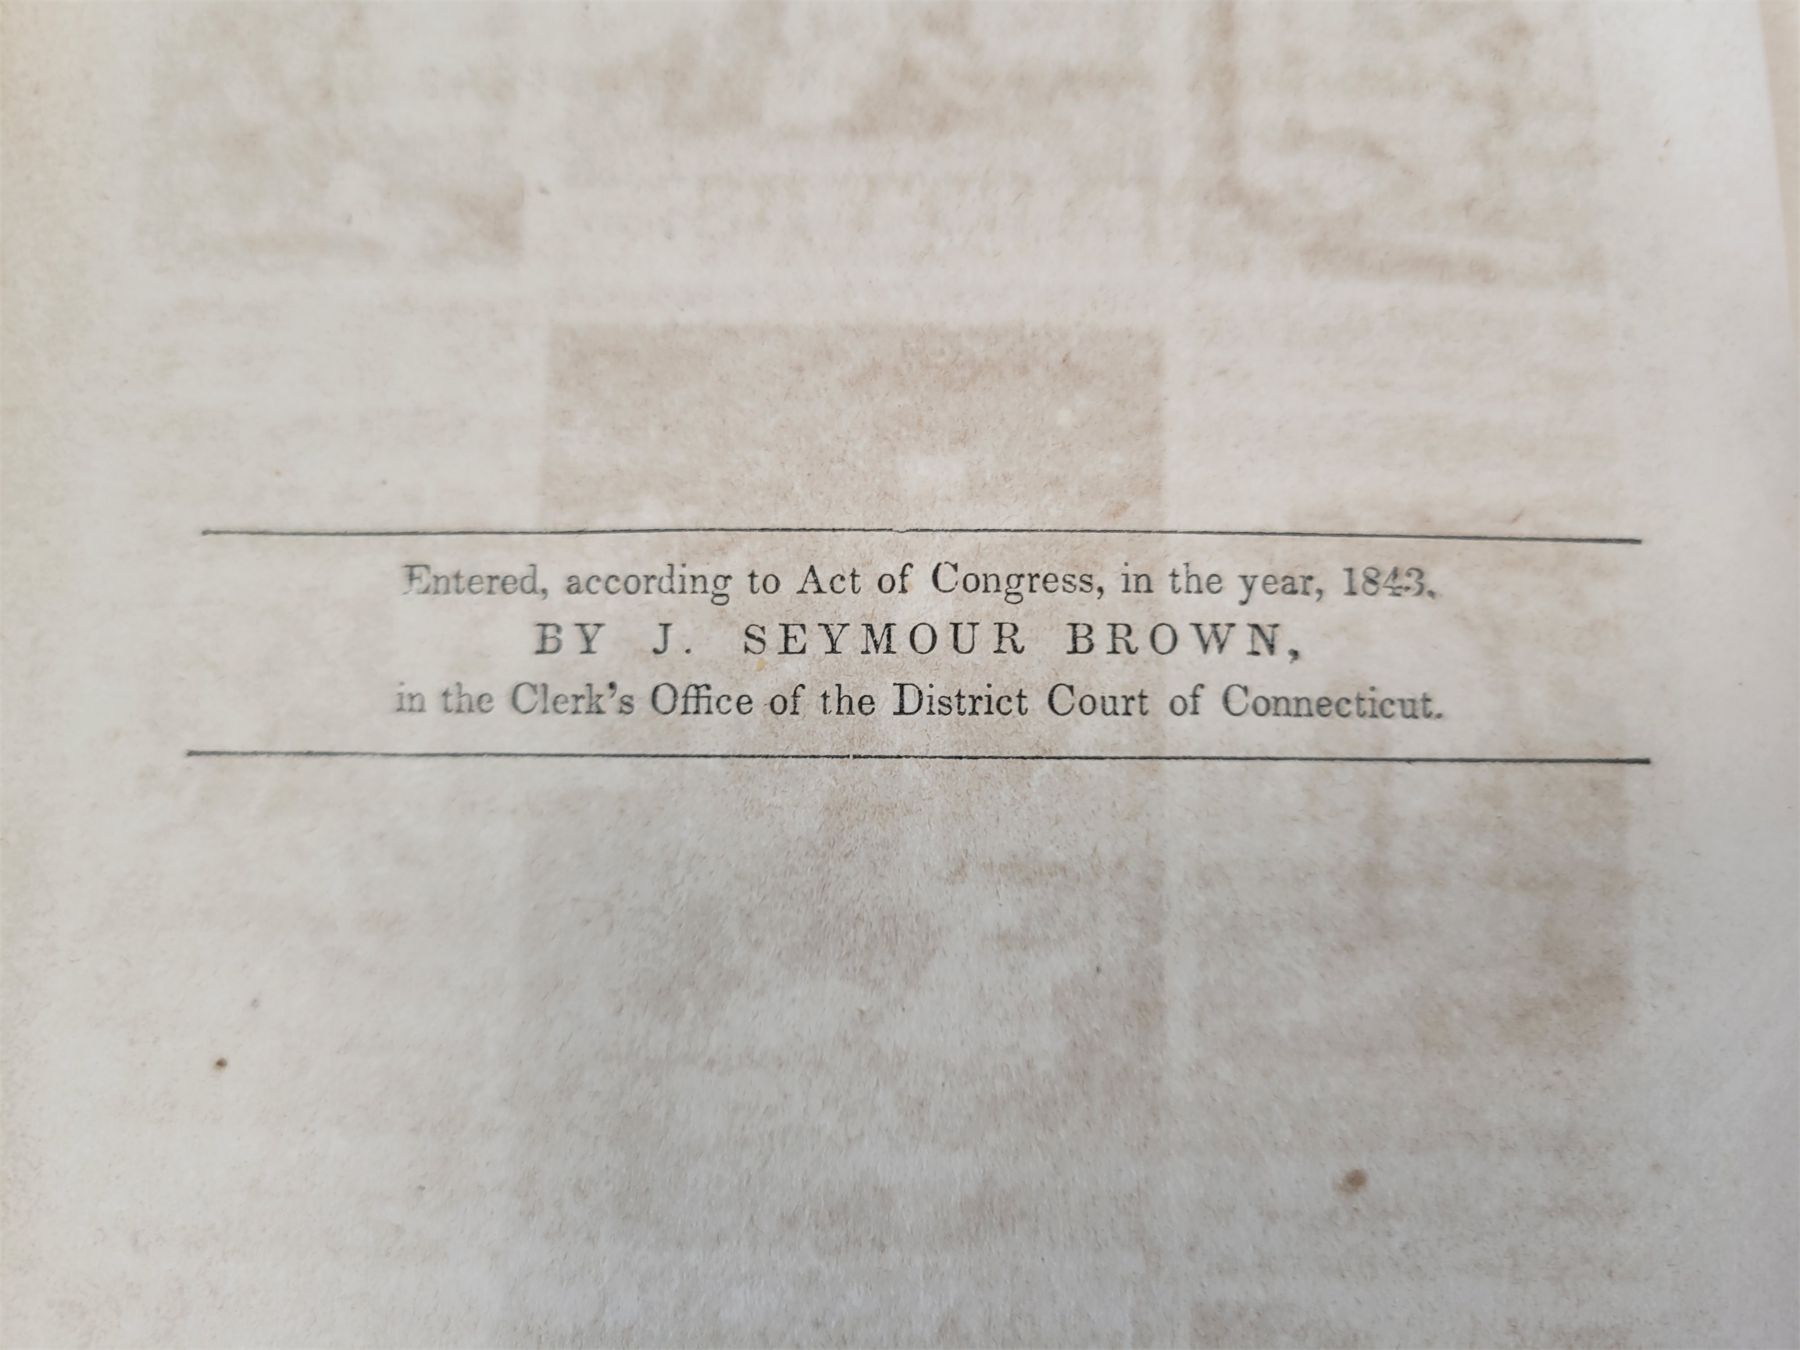 Entered, according to Act of Congress, in the year, 1843.
BY J. SEYMOUR BROWN,
in the Clerk's Office of the District Court of Connecticut.